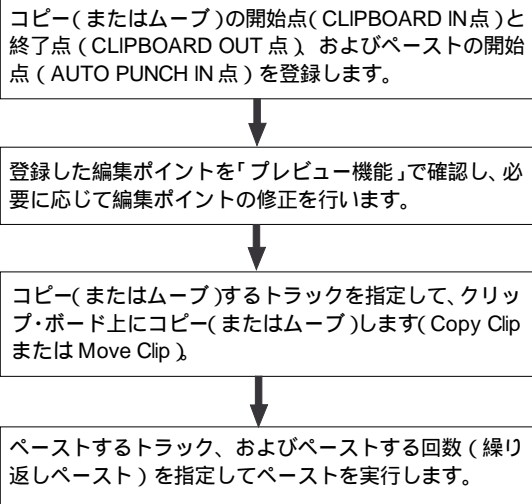 コピー(またはムーブ)の開始点(CLIPBOARD IN点)と
終了点(CLIPBOARD OUT 点)、およびペーストの開始
点(AUTO PUNCH IN 点)を登録します。
登録した編集ポイントを「プレビュー機能」で確認し、必
要に応じて編集ポイントの修正を行います。
コピー(またはムーブ)するトラックを指定して、クリッ
プ・ボード上にコピー(またはムーブ)します(Copy Clip
または Move Clip)。
ペーストするトラック、およびペーストする回数(繰り
返しペースト)を指定してペーストを実行します。